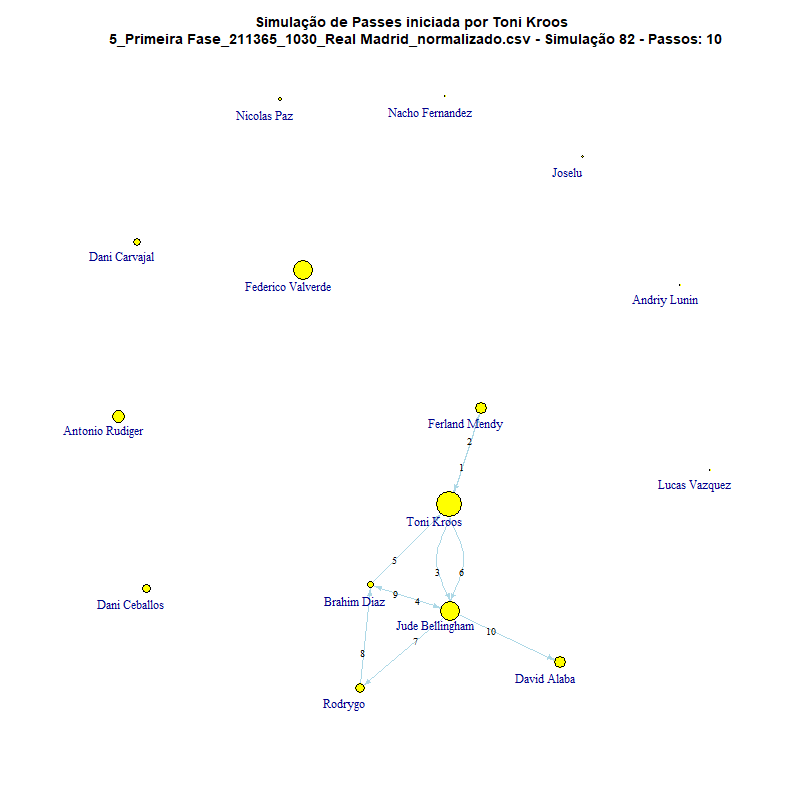 Simulação de Passes iniciada por Toni Kroos
5_Primeira Fase_211365_1030_Real Madrid_normalizado.csv - Simulação 82 - Passos: 10
Nicolas Paz
Nacho Fernandez
Joselu
Dani Carvajal
Federico Valverde
Andriy Lunin
Ferland Mendy
Antonio Rudiger
2
1
Lucas Vazquez
Toni Kroos
5
3
6
9
4
Brahim Diaz
Dani Ceballos
Jude Bellingham
10
7
8
David Alaba
Rodrygo